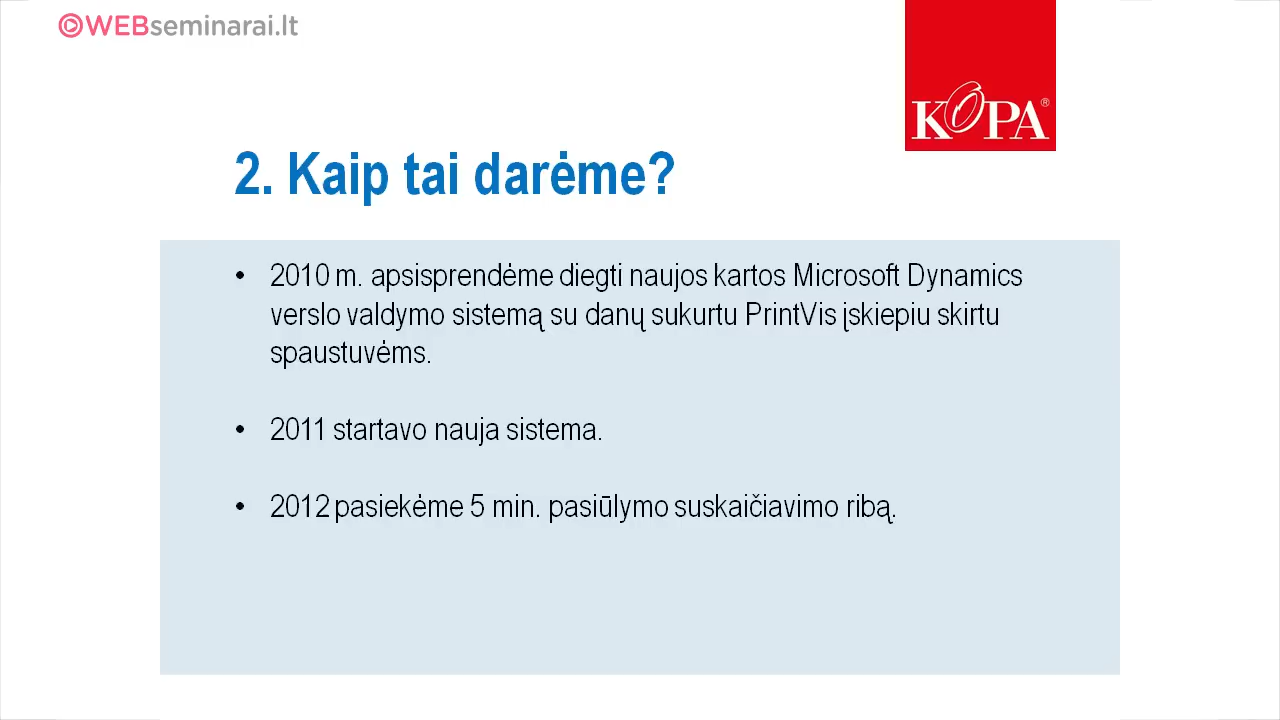 WEBseminarai.lt
KOPA®
2. Kaip tai darėme?
• 2010 m. apsisprendėme diegti naujos kartos Microsoft Dynamics
verslo valdymo sistemą su danų sukurtu PrintVis įskiepiu skirtu
spaustuvėms.
• 2011 startavo nauja sistema.
• 2012 pasiekėme 5 min. pasiūlymo suskaičiavimo ribą.